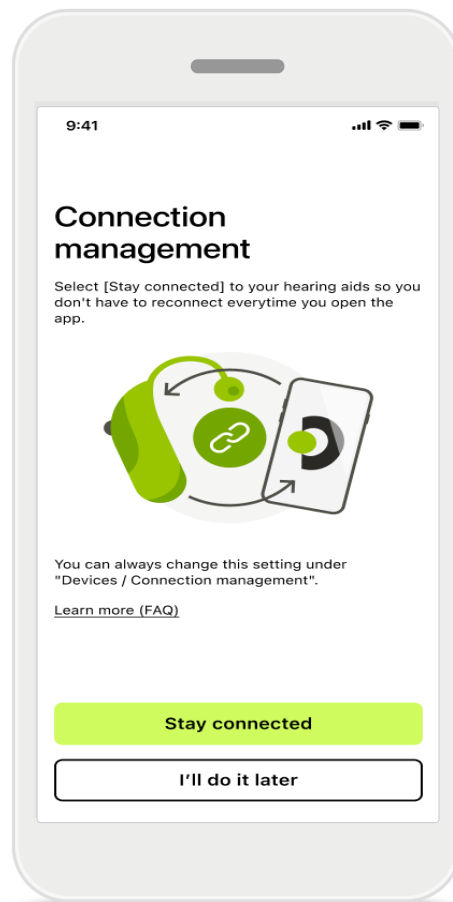 9:41
Connection
management
Select [Stay connected] to your hearing aids so you
don't have to reconnect everytime you open the
app.
You can always change this setting under
"Devices / Connection management".
Learn more (FAQ)
Stay connected
I'll do it later